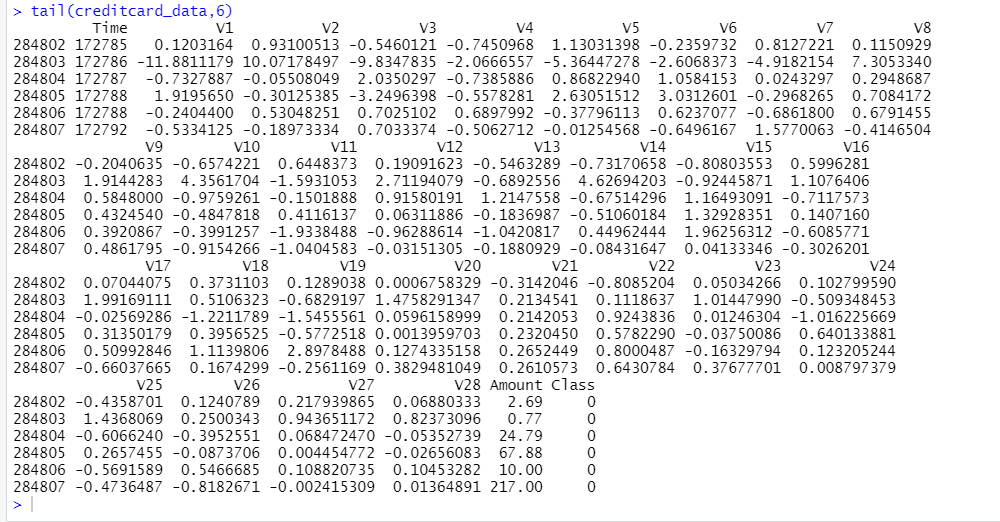 > tail(creditcard_data,6)
Time V1 V2 V3 V4 V5 V6 V7 V8
284802 172785 0.1203164 0.93100513 -0.5460121 -0.7450968 1.13031398 -0.2359732 0.8127221 0.1150929
284803 172786 -11.8811179 10.07178497 -9.8347835 -2.0666557 -5.36447278 -2.6068373 -4.9182154 7.3053340
284804 172787 -0.7327887 -0.05508049 2.0350297 -0.7385886 0.86822940 1.0584153 0.0243297 0.2948687
284805 172788 1.9195650 -0.30125385 -3.2496398 -0.5578281 2.63051512 3.0312601 -0.2968265 0.7084172
284806 172788 -0.2404400 0.53048251 0.7025102 0.6897992 -0.37796113 0.6237077 -0.6861800 0.6791455
284807 172792 -0.5334125 -0.18973334 0.7033374 -0.5062712 -0.01254568 -0.6496167 1.5770063 -0.4146504
V9 V10 V11 V12 V13 V14 V15 V16
284802 -0.2040635 -0.6574221 0.6448373 0.19091623 -0.5463289 -0.73170658 -0.80803553 0.5996281
284803 1.9144283 4.3561704 -1.5931053 2.71194079 -0.6892556 4.62694203 -0.92445871 1.1076406
284804 0.5848000 -0.9759261 -0.1501888 0.91580191 1.2147558 -0.67514296 1.16493091 -0.7117573
284805 0.4324540 -0.4847818 0.4116137 0.06311886 -0.1836987 -0.51060184 1.32928351 0.1407160
284806 0.3920867 -0.3991257 -1.9338488 -0.96288614 -1.0420817 0.44962444 1.96256312 -0.6085771
284807 0.4861795 -0.9154266 -1.0404583 -0.03151305 -0.1880929 -0.08431647 0.04133346 -0.3026201
V17 V18 V19 V20 V21 V22 V23 V24
284802 0.07044075 0.3731103 0.1289038 0.0006758329 -0.3142046 -0.8085204 0.05034266 0.102799590
284803 1.99169111 0.5106323 -0.6829197 1.4758291347 0.2134541 0.1118637 1.01447990 -0.509348453
284804 -0.02569286 -1.2211789 -1.5455561 0.0596158999 0.2142053 0.9243836 0.01246304 -1.016225669
284805 0.31350179 0.3956525 -0.5772518 0.0013959703 0.2320450 0.5782290 -0.03750086 0.640133881
284806 0.50992846 1.1139806 2.8978488 0.1274335158 0.2652449 0.8000487 -0.16329794 0.123205244
284807 -0.66037665 0.1674299 -0.2561169 0.3829481049 0.2610573 0.6430784 0.37677701 0.008797379
V25 V26 V27 V28 Amount Class
284802 -0.4358701 0.1240789 0.217939865 0.06880333 2.69 0
284803 1.4368069 0.2500343 0.943651172 0.82373096 0.77 0
284804 -0.6066240 -0.3952551 0.068472470 -0.05352739 24.79 0
284805 0.2657455 -0.0873706 0.004454772 -0.02656083 67.88 0
284806 -0.5691589 0.5466685 0.108820735 0.10453282 10.00 0
284807 -0.4736487 -0.8182671 -0.002415309 0.01364891 217.00 0
>